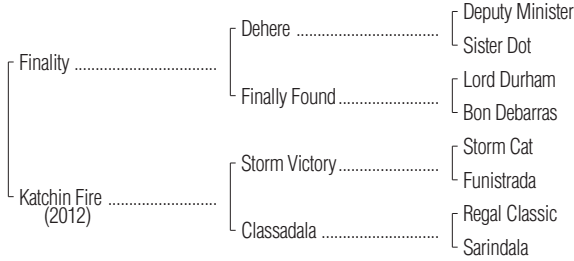 Deputy Minister
Dehere ..................................
Sister Dot
Finality ..................................
Lord Durham
Finally Found ........................
Bon Debarras
Storm Cat
Storm Victory ........................
Funistrada
Katchin Fire ..........................
(2012)
Regal Classic
Classadala ............................
Sarindala